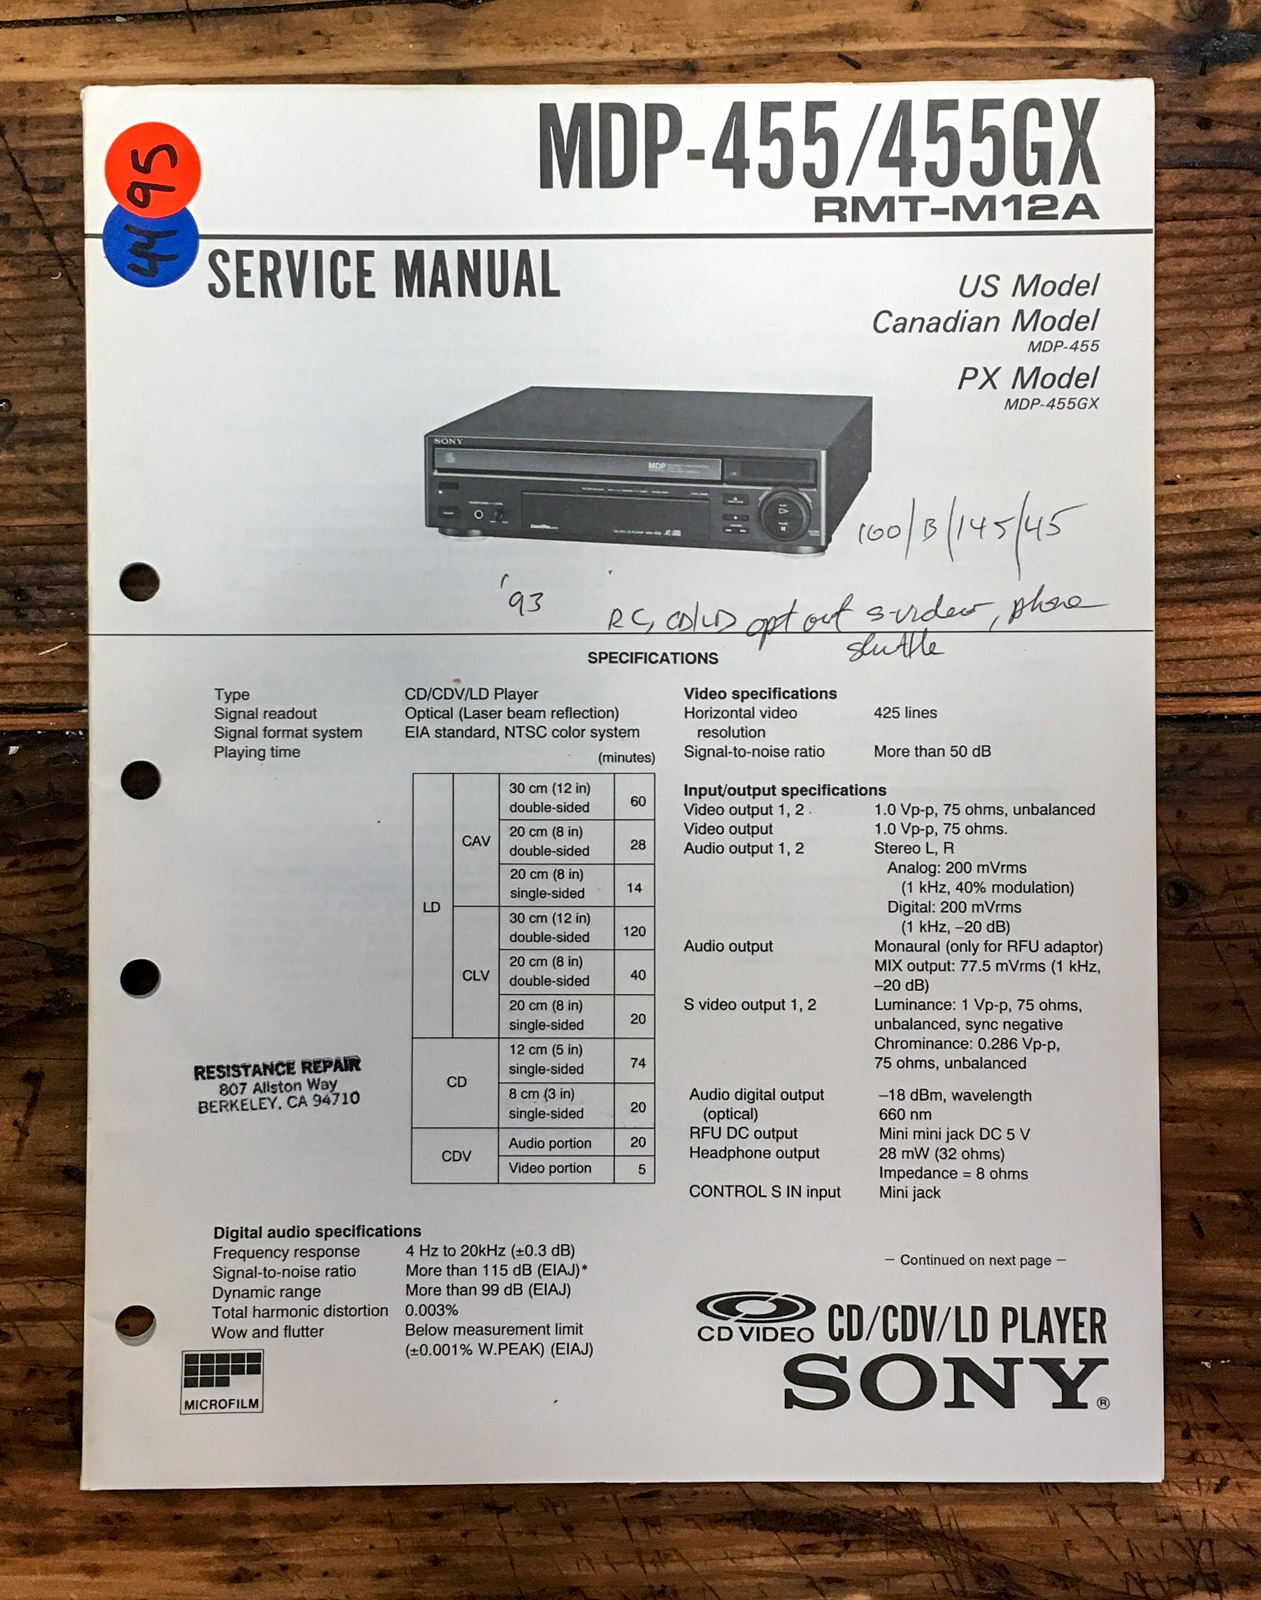 MDP-455/455GX
RMT-M12A
95
44
SERVICE MANUAL
US Model
Canadian Model
MDP-455
PX Model
MDP-455GX
SONY
MDP
100/B/145/45
'93
RC, CD/LD opt out s-video, phone
shuttle
SPECIFICATIONS
Type CD/CDV/LD Player
Signal readout Optical (Laser beam reflection)
Signal format system EIA standard, NTSC color system
Playing time
(minutes)
LD
CAV
30 cm (12 in) double-sided 60
20 cm (8 in) double-sided 28
20 cm (8 in) single-sided 14
CLV
30 cm (12 in) double-sided 120
20 cm (8 in) double-sided 40
20 cm (8 in) single-sided 20
CD
12 cm (5 in) single-sided 74
8 cm (3 in) single-sided 20
CDV
Audio portion 20
Video portion 5
RESISTANCE REPAIR
807 Allston Way
BERKELEY, CA 94710
Digital audio specifications
Frequency response 4 Hz to 20kHz (±0.3 dB)
Signal-to-noise ratio More than 115 dB (EIAJ)*
Dynamic range More than 99 dB (EIAJ)
Total harmonic distortion 0.003%
Wow and flutter Below measurement limit
(±0.001% W.PEAK) (EIAJ)
MICROFILM
Video specifications
Horizontal video 425 lines
resolution
Signal-to-noise ratio More than 50 dB
Input/output specifications
Video output 1, 2 1.0 Vp-p, 75 ohms, unbalanced
Video output 1.0 Vp-p, 75 ohms.
Audio output 1, 2 Stereo L, R
Analog: 200 mVrms
(1 kHz, 40% modulation)
Digital: 200 mVrms
(1 kHz, −20 dB)
Audio output Monaural (only for RFU adaptor)
MIX output: 77.5 mVrms (1 kHz,
−20 dB)
S video output 1, 2 Luminance: 1 Vp-p, 75 ohms,
unbalanced, sync negative
Chrominance: 0.286 Vp-p,
75 ohms, unbalanced
Audio digital output −18 dBm, wavelength
(optical) 660 nm
RFU DC output Mini mini jack DC 5 V
Headphone output 28 mW (32 ohms)
Impedance = 8 ohms
CONTROL S IN input Mini jack
— Continued on next page —
CD VIDEO
CD/CDV/LD PLAYER
SONY®